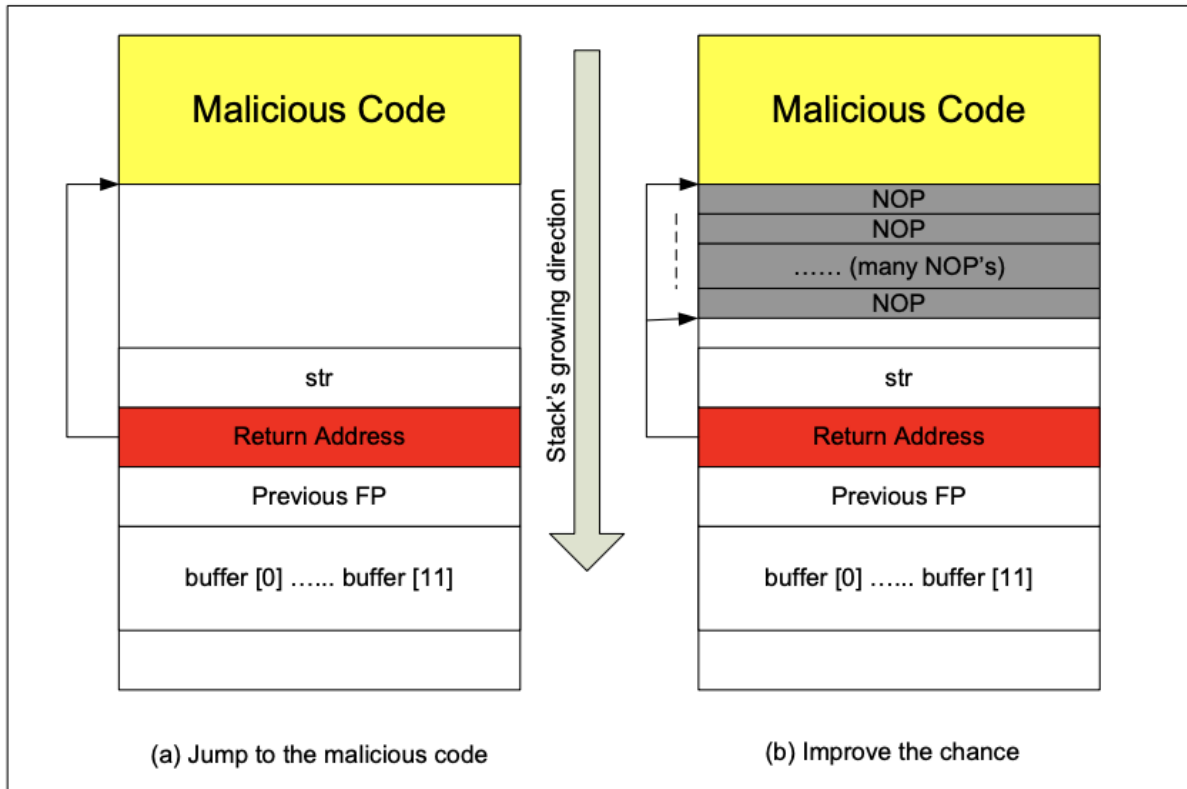 Malicious Code
str
Return Address
Previous FP
buffer [0] …... buffer [11]
(a) Jump to the malicious code
Stack's growing direction
Malicious Code
NOP
NOP
…... (many NOP's)
NOP
str
Return Address
Previous FP
buffer [0] …... buffer [11]
(b) Improve the chance